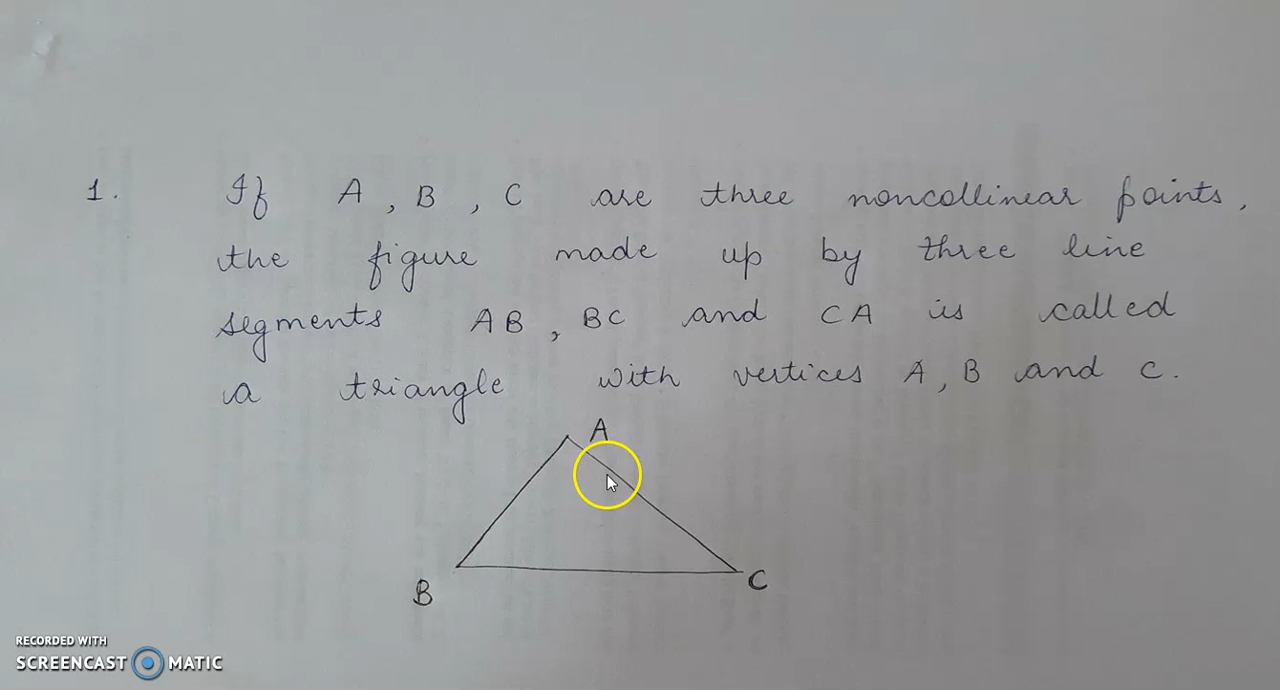 1. If A, B, C are three noncollinear points,
the figure made up by three line
segments AB, BC and CA is called
a triangle with vertices A, B and C.
A
B
C
RECORDED WITH
SCREENCAST MATIC